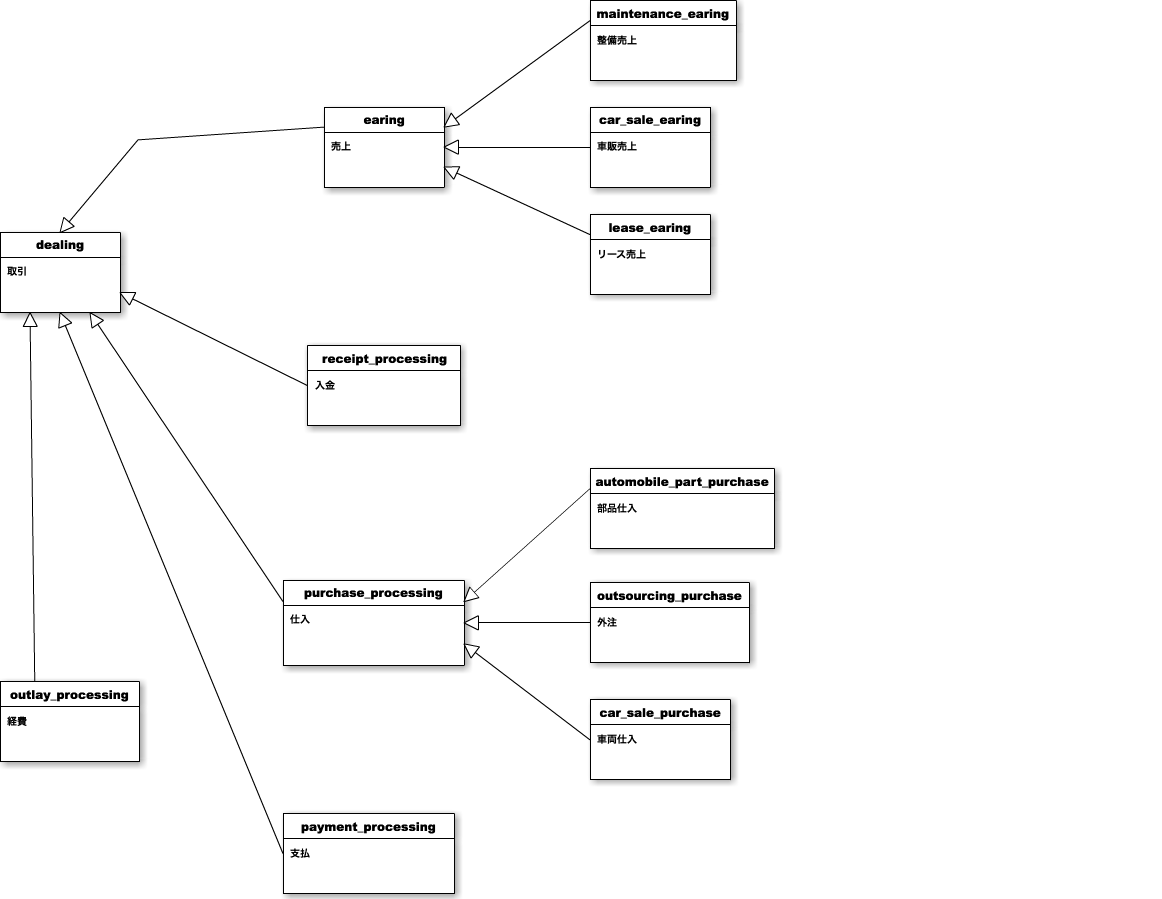 maintenance_earing
整備売上
earing
売上
car_sale_earing
車販売上
lease_earing
リース売上
dealing
取引
receipt_processing
入金
automobile_part_purchase
部品仕入
purchase_processing
仕入
outsourcing_purchase
外注
outlay_processing
経費
car_sale_purchase
車両仕入
payment_processing
支払